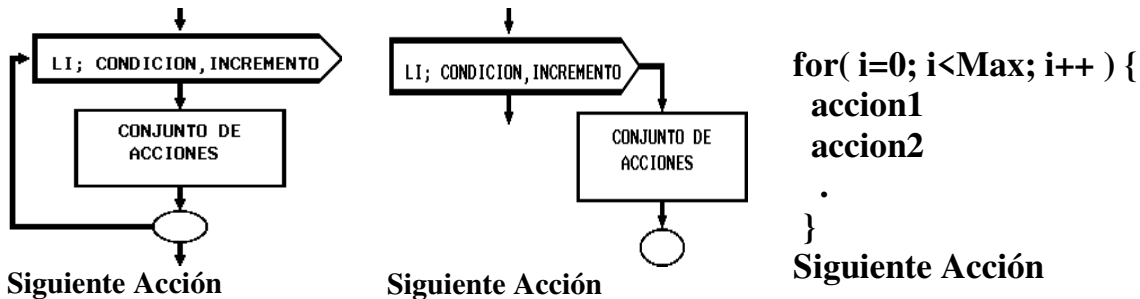 LI; CONDICION,INCREMENTO
CONJUNTO DE
ACCIONES
Siguiente Acción
LI; CONDICION,INCREMENTO
CONJUNTO DE
ACCIONES
Siguiente Acción
for( i=0; i<Max; i++ ) {
accion1
accion2
.
}
Siguiente Acción